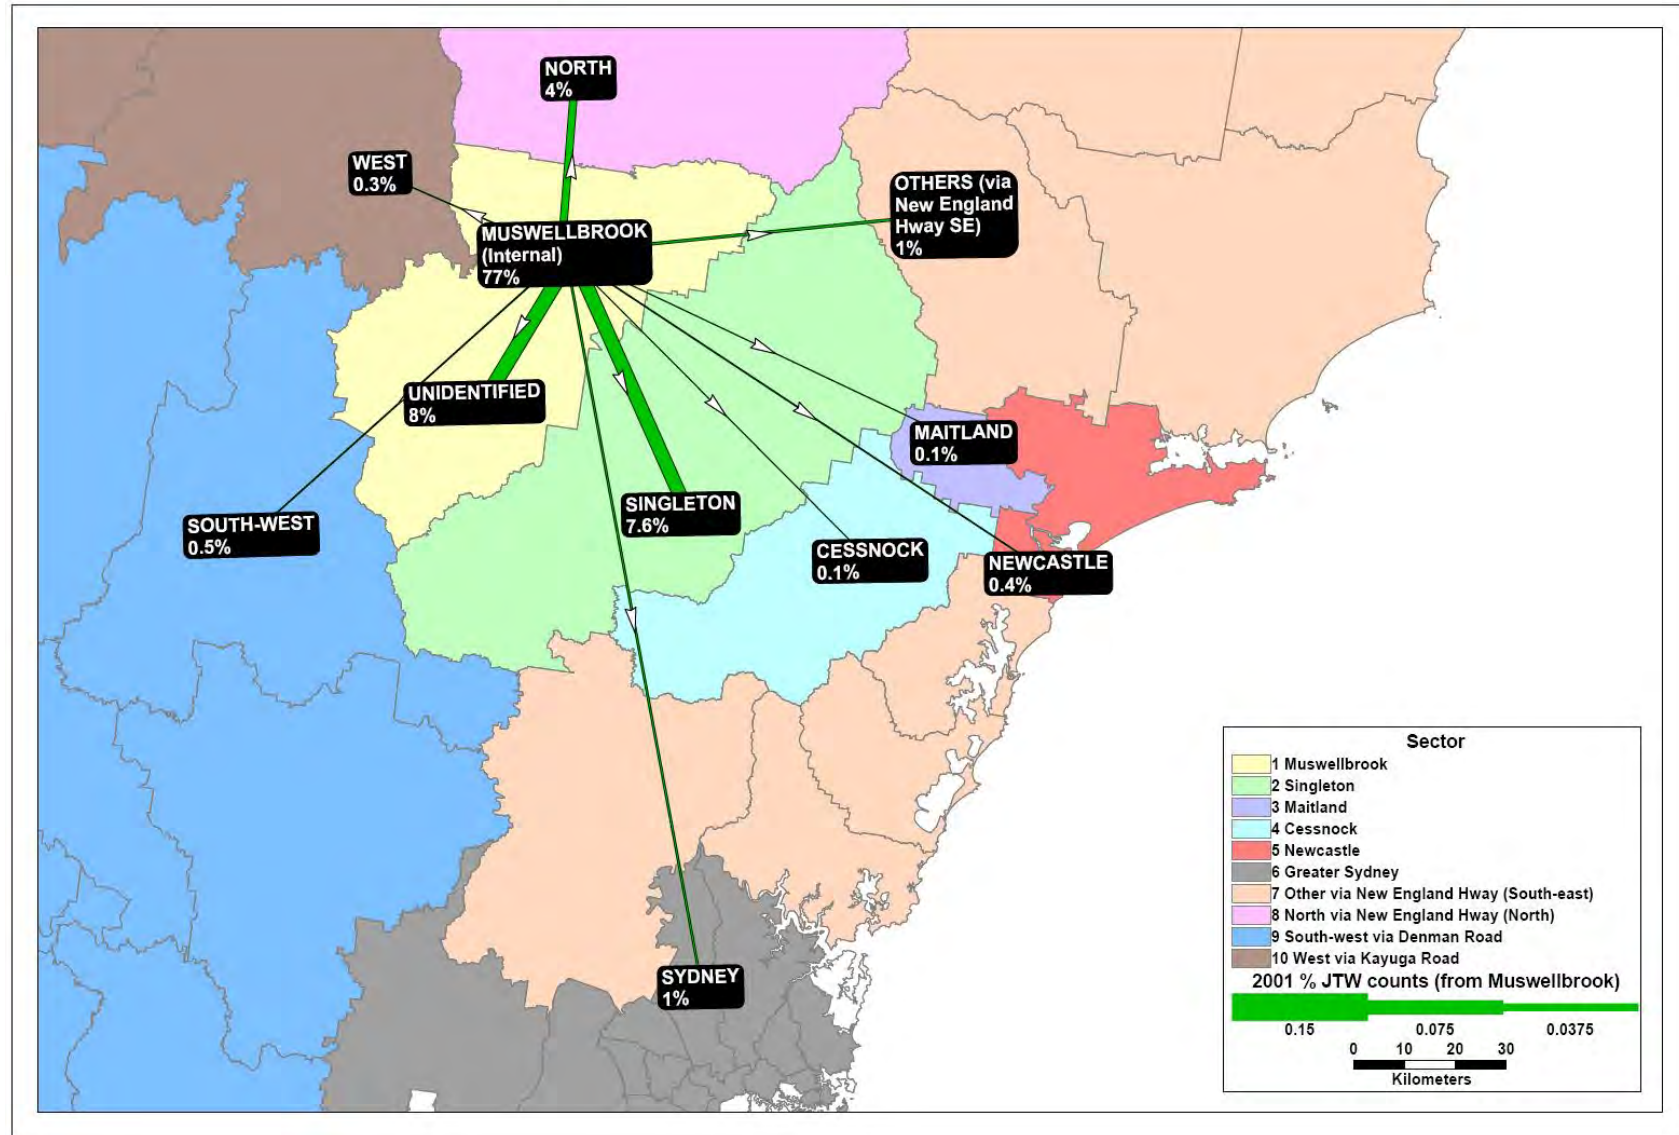 NORTH
4%
WEST
0.3%
OTHERS (via
New England
Hway SE)
1%
MUSWELLBROOK
(Internal)
77%
UNIDENTIFIED
8%
MAITLAND
0.1%
SINGLETON
7.6%
SOUTH-WEST
0.5%
CESSNOCK
0.1%
NEWCASTLE
0.4%
SYDNEY
1%
Sector
1 Muswellbrook
2 Singleton
3 Maitland
4 Cessnock
5 Newcastle
6 Greater Sydney
7 Other via New England Hway (South-east)
8 North via New England Hway (North)
9 South-west via Denman Road
10 West via Kayuga Road
2001 % JTW counts (from Muswellbrook)
0.15 0.075 0.0375
0 10 20 30
Kilometers